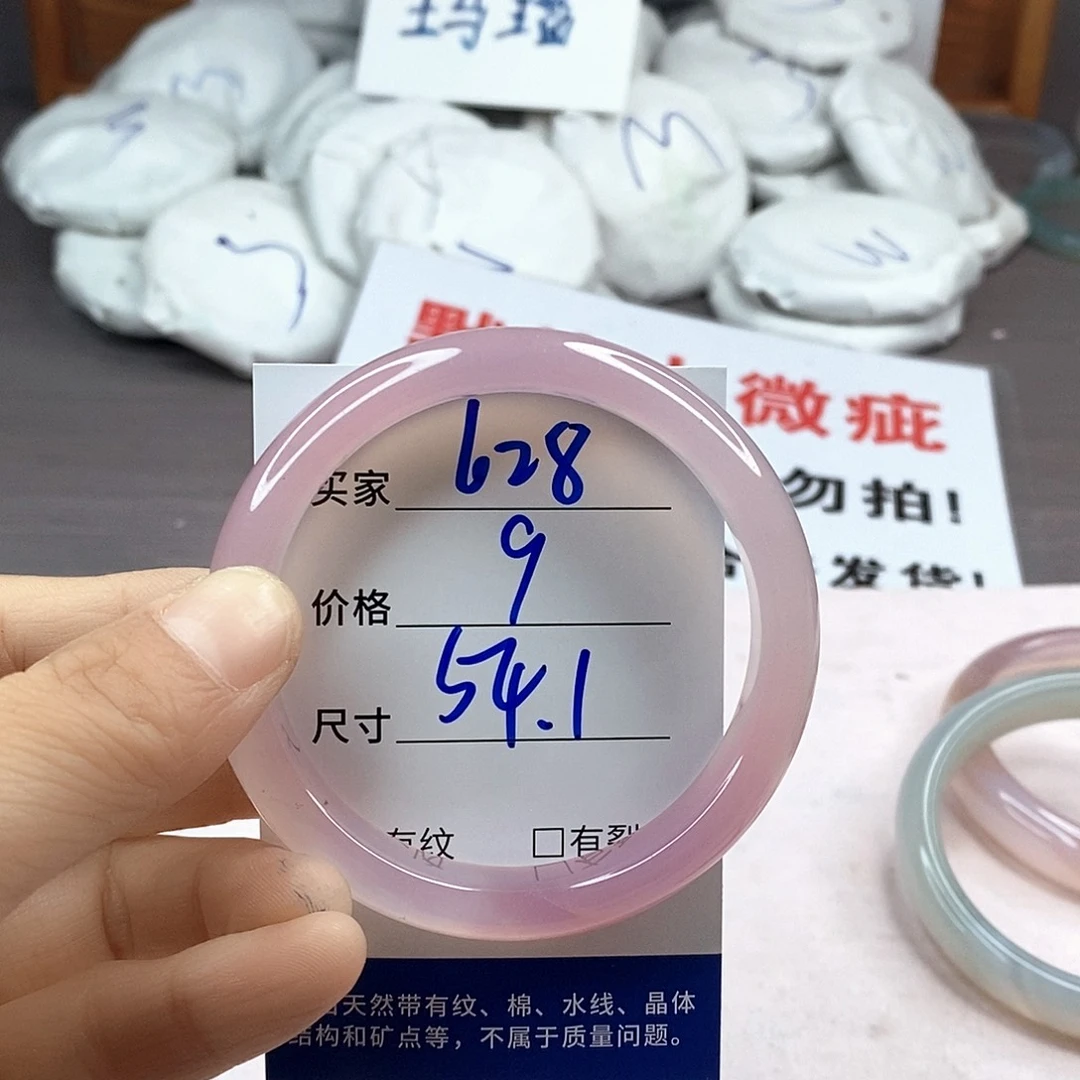 玛瑙
微疵
勿拍!
发货!
买家 628
价格 9
尺寸 54.1
有纹 □有裂
天然带有纹、棉、水线、晶体
结构和矿点等，不属于质量问题。